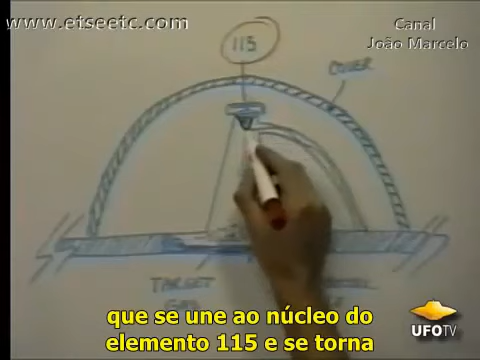 www.etseetc.com
Canal
João Marcelo
115
COVER
TARGET
GAS
que se une ao núcleo do
elemento 115 e se torna
UFOTV